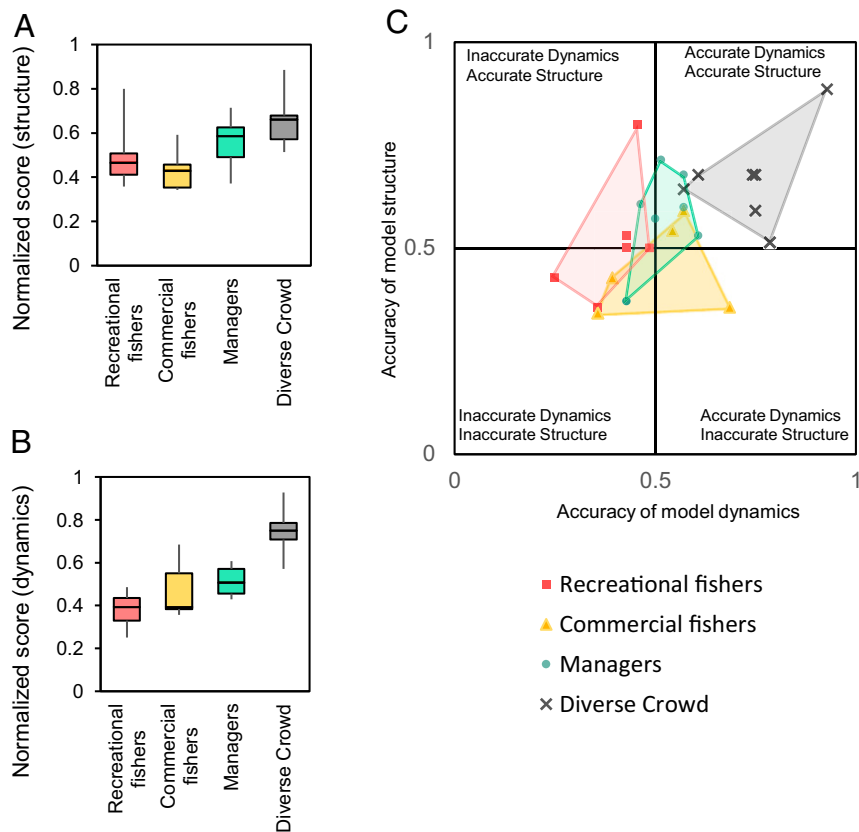 A
Normalized score (structure)
1
0.8
0.6
0.4
0.2
0
Recreational
fishers
Commercial
fishers
Managers
Diverse Crowd
B
Normalized score (dynamics)
1
0.8
0.6
0.4
0.2
0
Recreational
fishers
Commercial
fishers
Managers
Diverse Crowd
C
Accuracy of model structure
1
0.5
0
Inaccurate Dynamics
Accurate Structure
Accurate Dynamics
Accurate Structure
Inaccurate Dynamics
Inaccurate Structure
Accurate Dynamics
Inaccurate Structure
0
0.5
1
Accuracy of model dynamics
Recreational fishers
Commercial fishers
Managers
Diverse Crowd